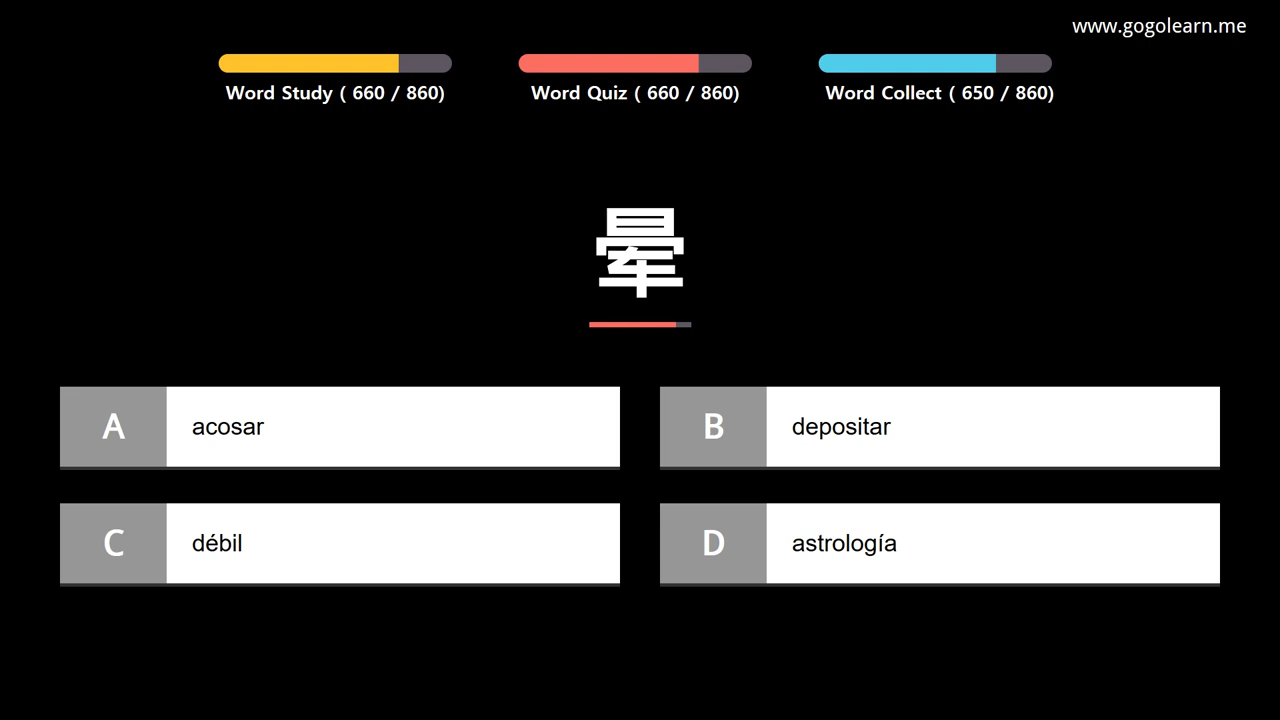 www.gogolearn.me
Word Study ( 660 / 860)
Word Quiz ( 660 / 860)
Word Collect ( 650 / 860)
晕
A acosar
B depositar
C débil
D astrología